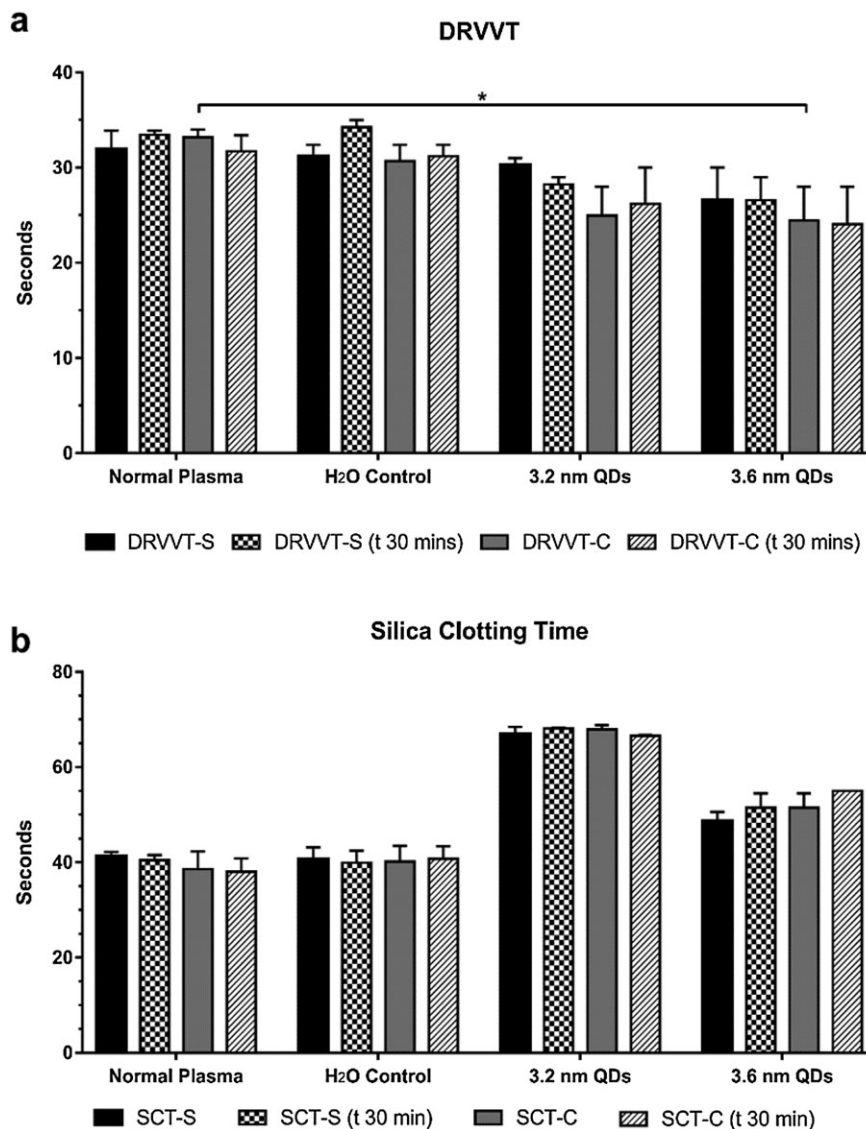 a
DRVVT
40
30
20
10
0
Seconds
*
Normal Plasma H2O Control 3.2 nm QDs 3.6 nm QDs
DRVVT-S DRVVT-S (t 30 mins) DRVVT-C DRVVT-C (t 30 mins)
b
Silica Clotting Time
80
60
40
20
0
Seconds
Normal Plasma H2O Control 3.2 nm QDs 3.6 nm QDs
SCT-S SCT-S (t 30 min) SCT-C SCT-C (t 30 min)